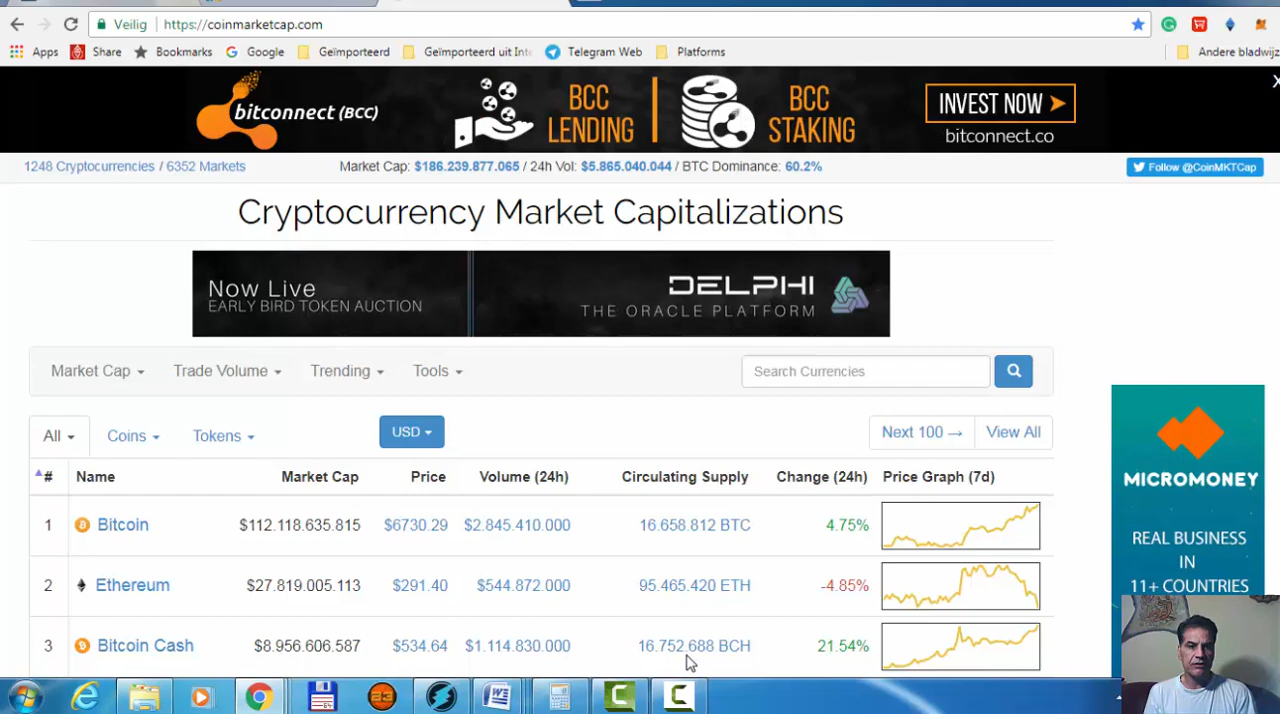 Veilig https://coinmarketcap.com
Apps Share Bookmarks Google Geïmporteerd Geïmporteerd uit Int Telegram Web Platforms Andere bladwijz
bitconnect (BCC) BCC LENDING BCC STAKING INVEST NOW
bitconnect.co
1248 Cryptocurrencies / 6352 Markets Market Cap: $186.239.877.065 / 24h Vol: $5.865.040.044 / BTC Dominance: 60.2% Follow @CoinMKTCap
Cryptocurrency Market Capitalizations
Now Live DELPHI
EARLY BIRD TOKEN AUCTION THE ORACLE PLATFORM
Market Cap Trade Volume Trending Tools Search Currencies
All Coins Tokens USD Next 100 → View All
# Name Market Cap Price Volume (24h) Circulating Supply Change (24h) Price Graph (7d)
1 Bitcoin $112.118.635.815 $6730.29 $2.845.410.000 16.658.812 BTC 4.75%
2 Ethereum $27.819.005.113 $291.40 $544.872.000 95.465.420 ETH -4.85%
3 Bitcoin Cash $8.956.606.587 $534.64 $1.114.830.000 16.752.688 BCH 21.54%
MICROMONEY
REAL BUSINESS
IN
11+ COUNTRIES